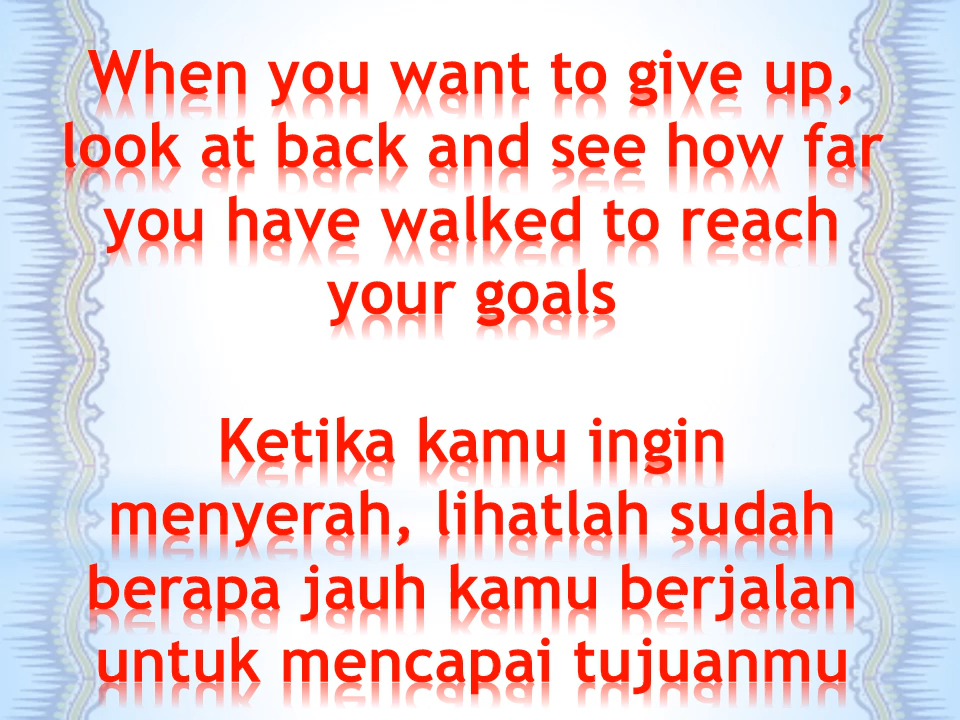 When you want to give up,
look at back and see how far
you have walked to reach
your goals
Ketika kamu ingin
menyerah, lihatlah sudah
berapa jauh kamu berjalan
untuk mencapai tujuanmu